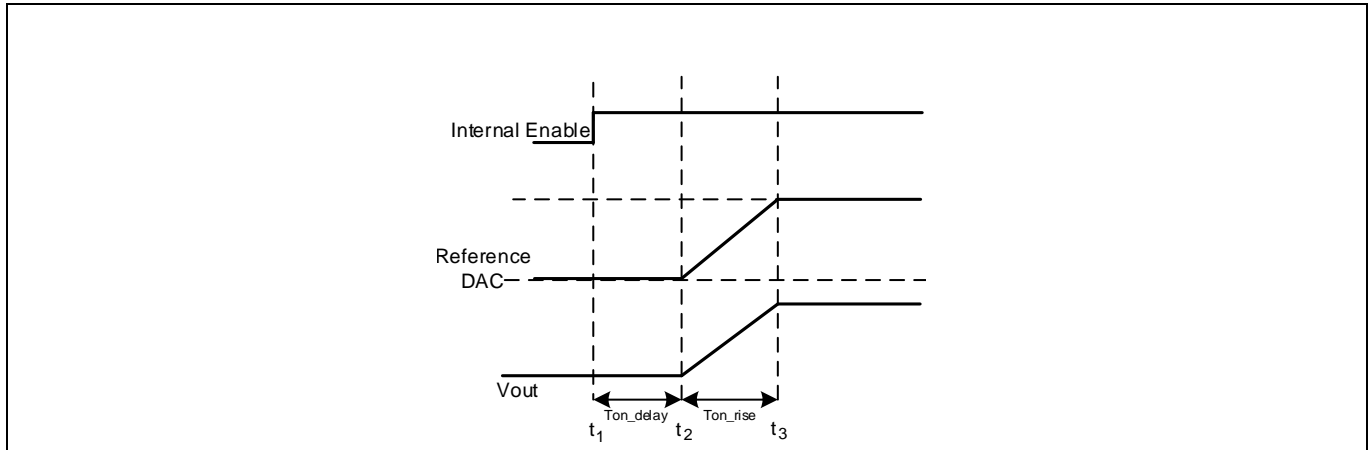 Internal Enable
Reference
DAC
Vout
Ton_delay
Ton_rise
t1
t2
t3